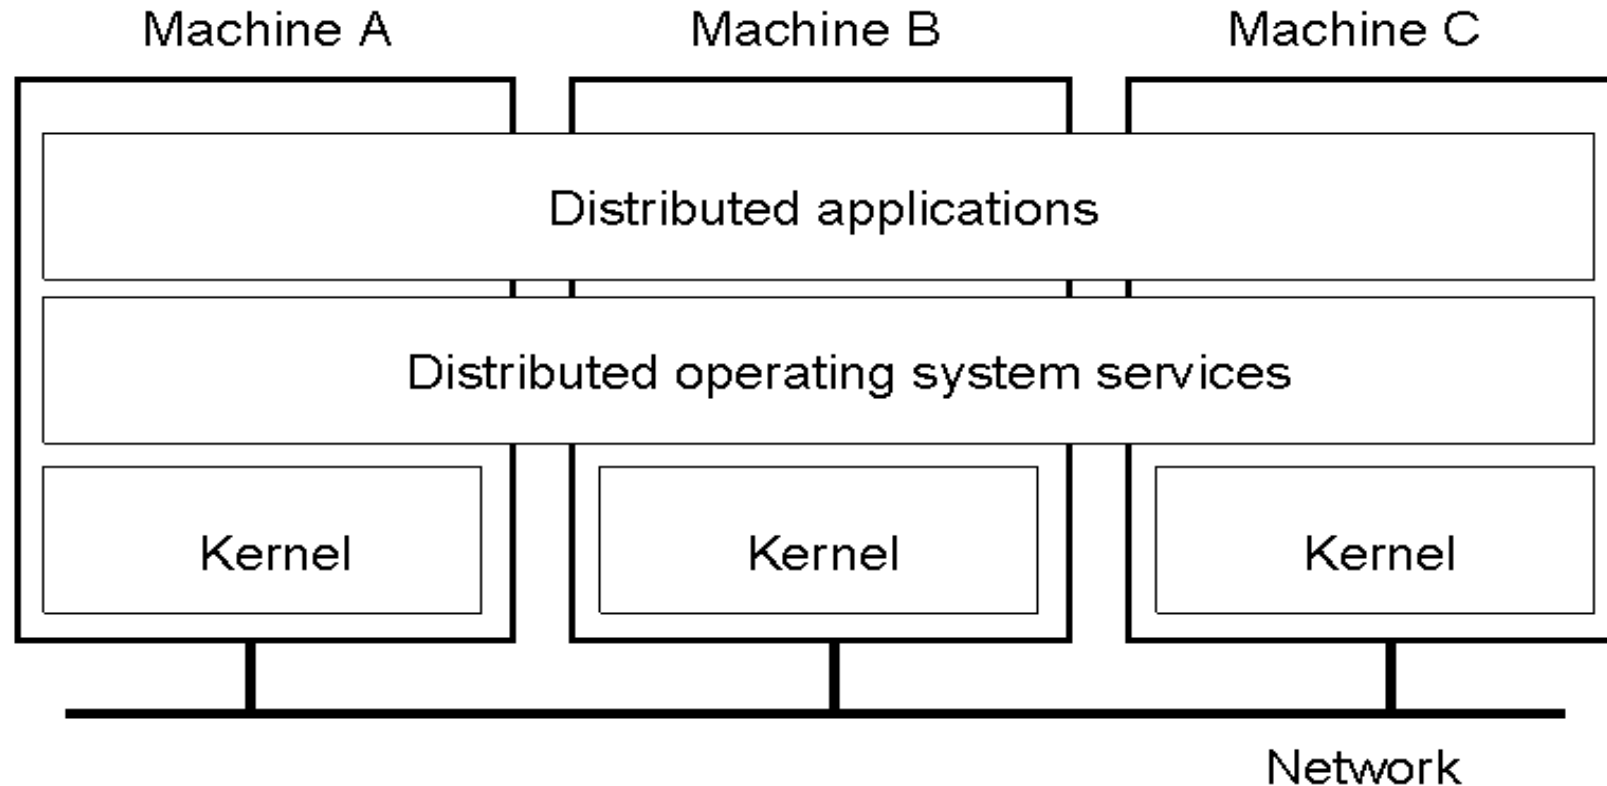 Machine A
Machine B
Machine C
Distributed applications
Distributed operating system services
Kernel
Kernel
Kernel
Network